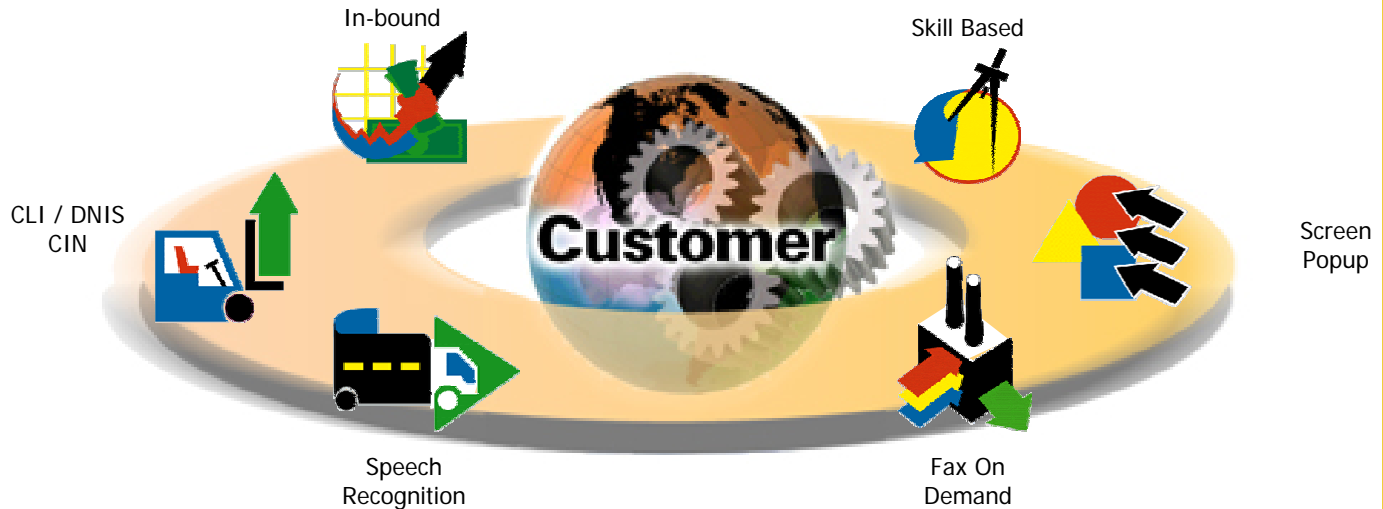 In-bound
Skill Based
CLI / DNIS
CIN
Customer
Screen
Popup
Speech
Recognition
Fax On
Demand